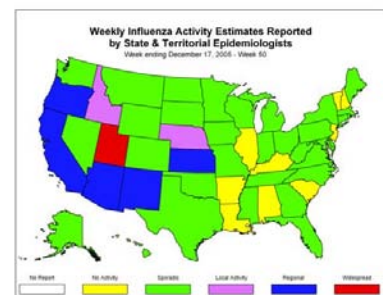 Weekly Influenza Activity Estimates Reported
by State & Territorial Epidemiologists
Week ending December 17, 2005 - Week 50
No Report
No Activity
Sporadic
Local Activity
Regional
Widespread